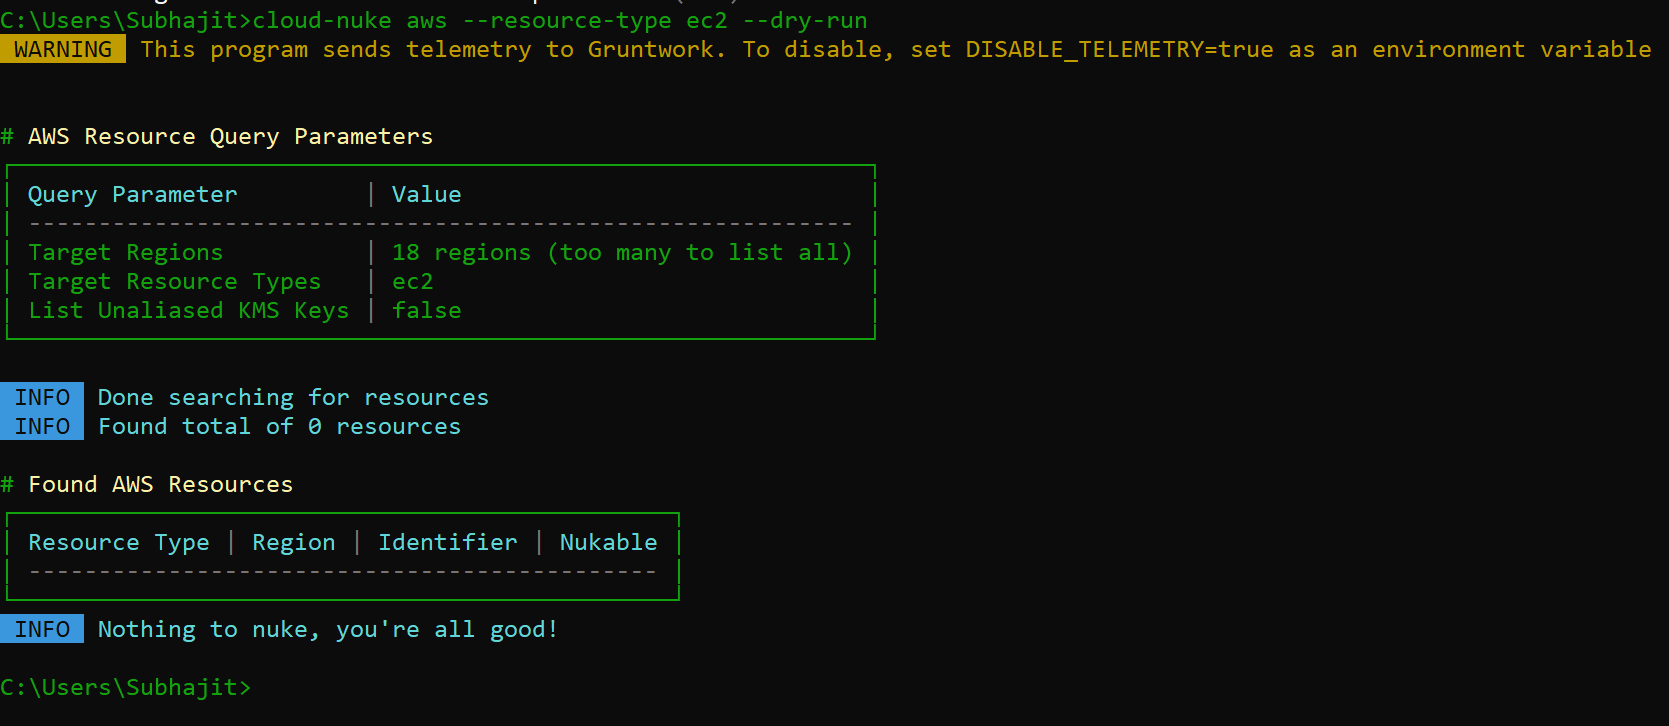 C:\Users\Subhajit>cloud-nuke aws --resource-type ec2 --dry-run
WARNING This program sends telemetry to Gruntwork. To disable, set DISABLE_TELEMETRY=true as an environment variable
# AWS Resource Query Parameters
Query Parameter | Value
-----------------------------------------------------------
Target Regions | 18 regions (too many to list all)
Target Resource Types | ec2
List Unaliased KMS Keys | false
INFO Done searching for resources
INFO Found total of 0 resources
# Found AWS Resources
Resource Type | Region | Identifier | Nukable
---------------------------------------------
INFO Nothing to nuke, you're all good!
C:\Users\Subhajit>